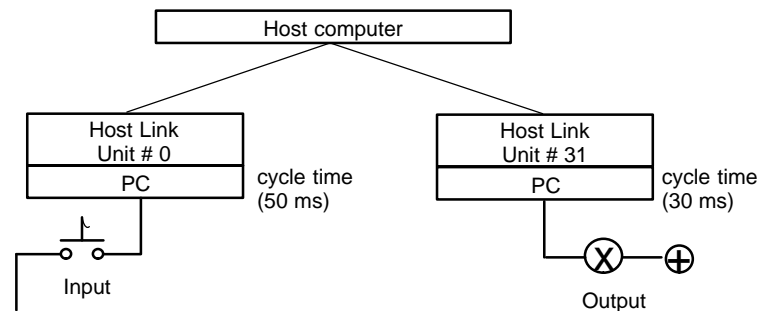 Host computer
Host Link
Unit # 0
PC
cycle time
(50 ms)
Input
Host Link
Unit # 31
PC
cycle time
(30 ms)
X
Output